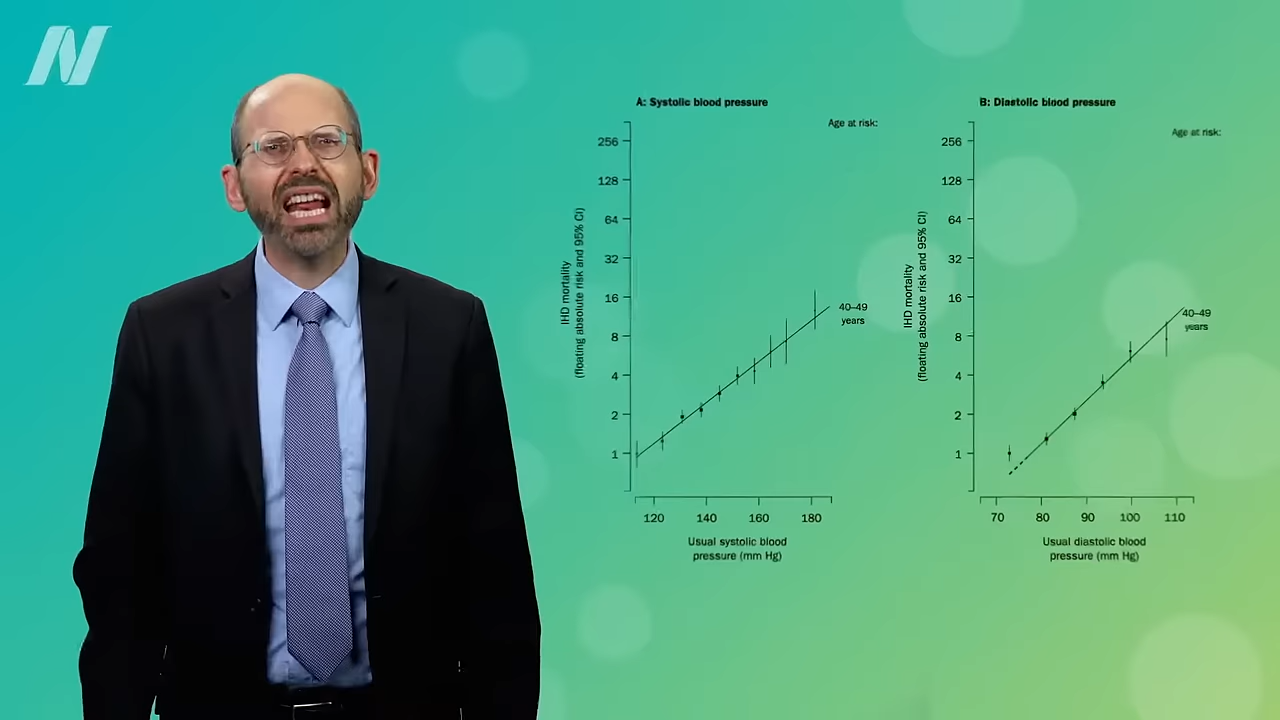 N
A: Systolic blood pressure
Age at risk:
256
128
64
32
16
8
4
2
1
IHD mortality
(floating absolute risk and 95% CI)
40–49
years
120 140 160 180
Usual systolic blood
pressure (mm Hg)
B: Diastolic blood pressure
Age at risk:
256
128
64
32
16
8
4
2
1
IHD mortality
(floating absolute risk and 95% CI)
40–49
years
70 80 90 100 110
Usual diastolic blood
pressure (mm Hg)